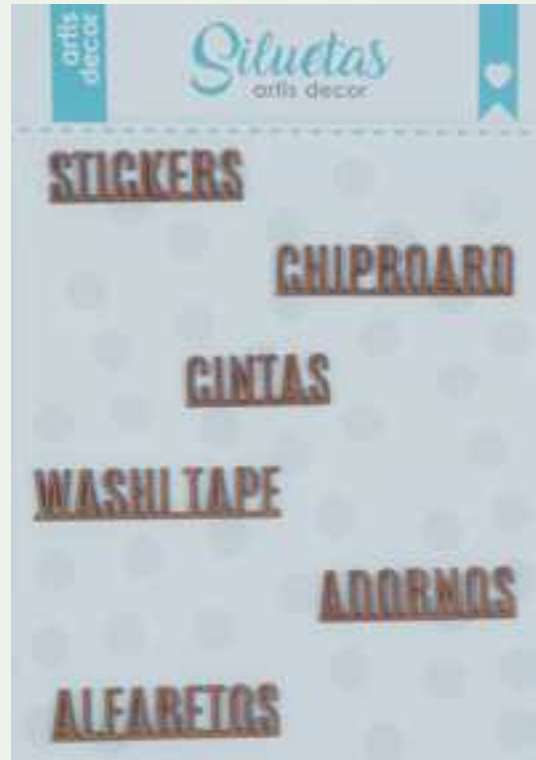 artis
decor
Siluetas
artis decor
STICKERS
CHIPBOARD
CINTAS
WASHI TAPE
ADORNOS
ALFABETOS